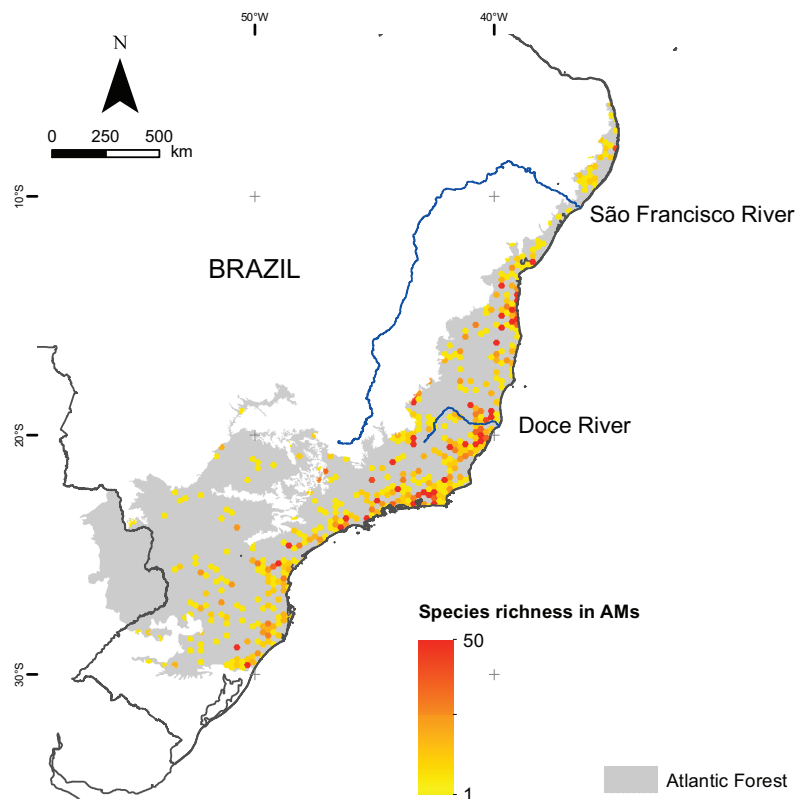 50°W 40°W
N
0 250 500
km
10°S
São Francisco River
BRAZIL
Doce River
20°S
Species richness in AMs
50
30°S
1
Atlantic Forest